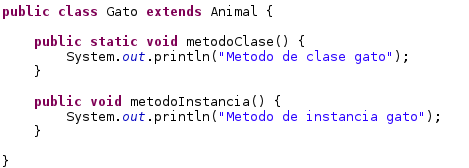 public class Gato extends Animal {
public static void metodoClase() {
System.out.println("Metodo de clase gato");
}
public void metodoInstancia() {
System.out.println("Metodo de instancia gato");
}
}